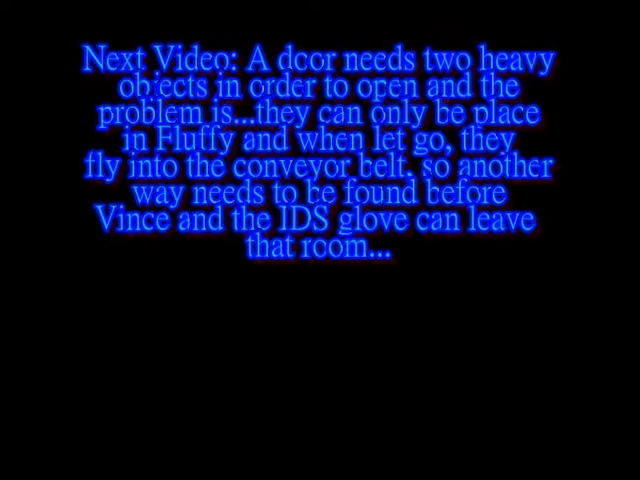 Next Video: A door needs two heavy
objects in order to open and the
problem is...they can only be place
in Fluffy and when let go, they
fly into the conveyor belt. so another
way needs to be found before
Vince and the IDS glove can leave
that room...